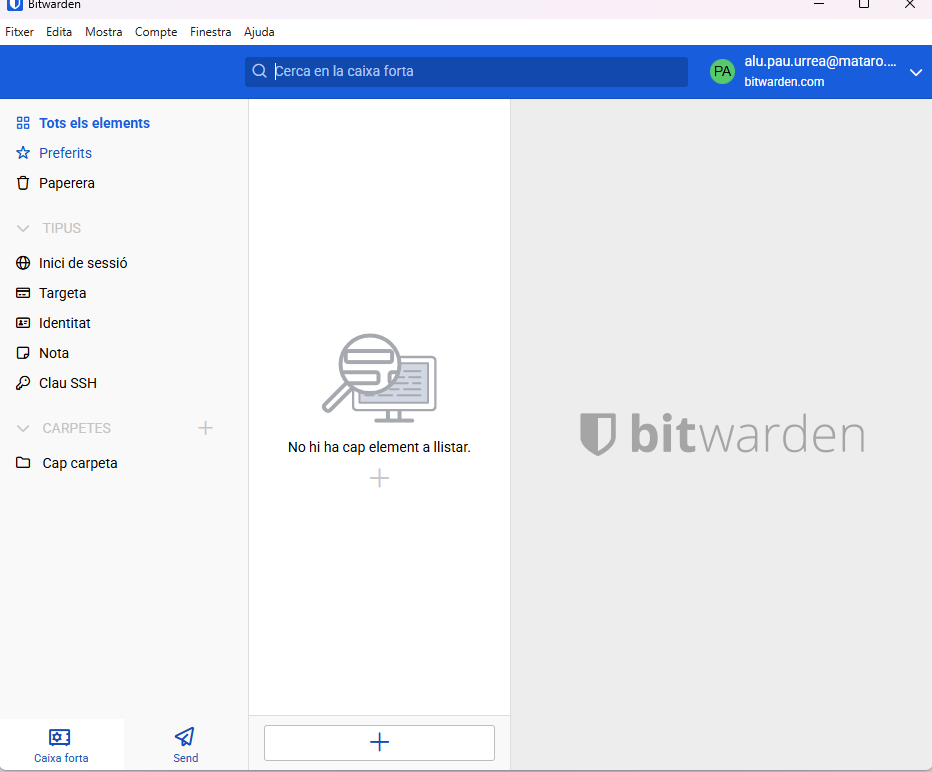 Bitwarden
Fitxer Edita Mostra Compte Finestra Ajuda
Cerca en la caixa forta
PA
alu.pau.urrea@mataro....
bitwarden.com
Tots els elements
Preferits
Paperera
TIPUS
Inici de sessió
Targeta
Identitat
Nota
Clau SSH
CARPETES
Cap carpeta
No hi ha cap element a llistar.
bitwarden
Caixa forta
Send